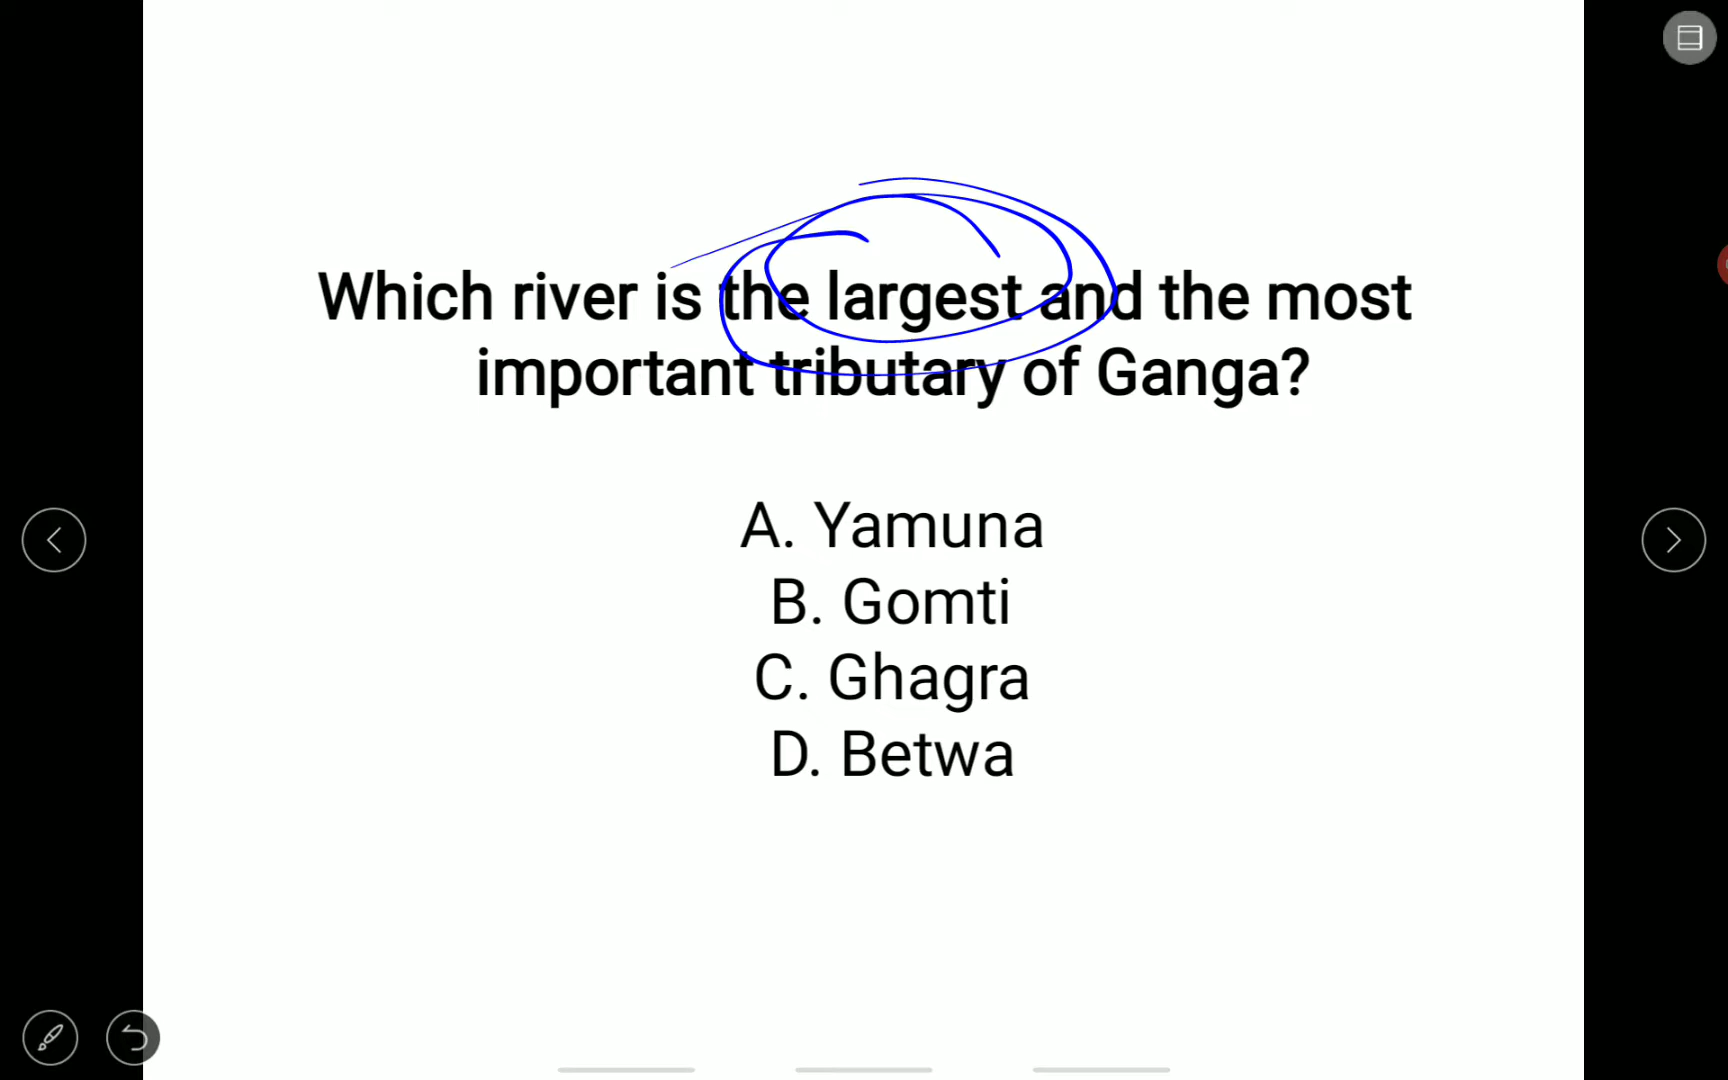 Which river is the largest and the most
important tributary of Ganga?
A. Yamuna
B. Gomti
C. Ghagra
D. Betwa